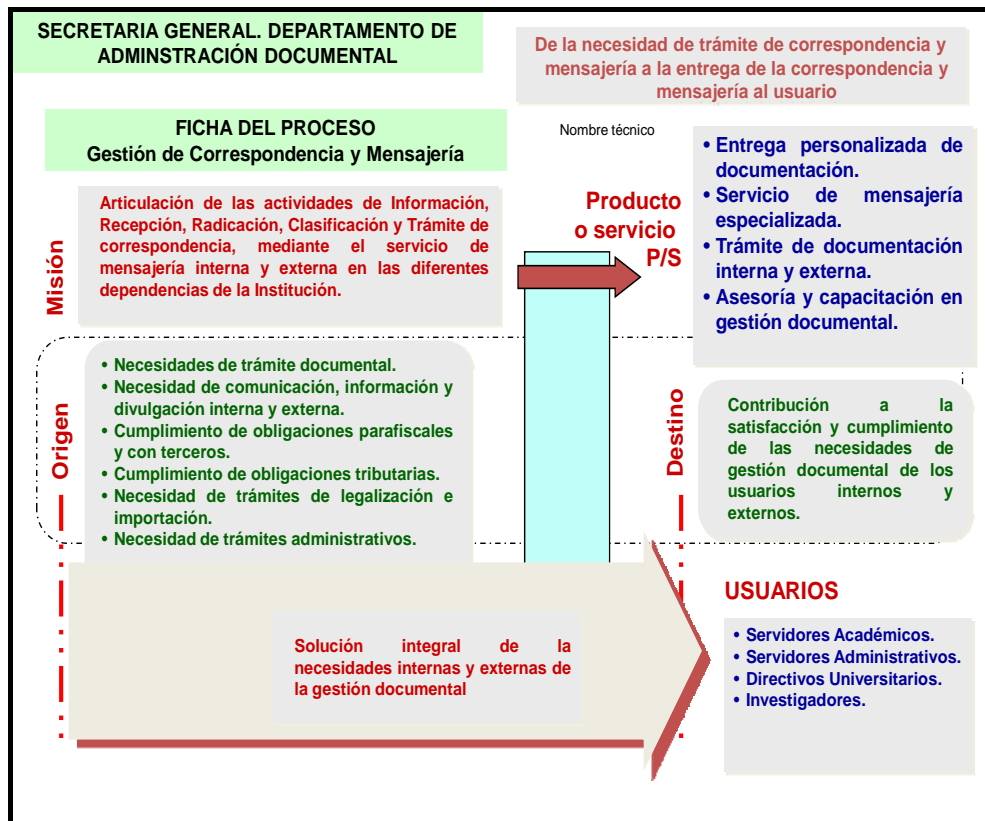 SECRETARIA GENERAL. DEPARTAMENTO DE
ADMINSTRACIÓN DOCUMENTAL
De la necesidad de trámite de correspondencia y
mensajería a la entrega de la correspondencia y
mensajería al usuario
FICHA DEL PROCESO
Gestión de Correspondencia y Mensajería
Nombre técnico
Misión
Articulación de las actividades de Información,
Recepción, Radicación, Clasificación y Trámite de
correspondencia, mediante el servicio de
mensajería interna y externa en las diferentes
dependencias de la Institución.
Producto
o servicio
P/S
• Entrega personalizada de
documentación.
• Servicio de mensajería
especializada.
• Trámite de documentación
interna y externa.
• Asesoría y capacitación en
gestión documental.
Origen
• Necesidades de trámite documental.
• Necesidad de comunicación, información y
divulgación interna y externa.
• Cumplimiento de obligaciones parafiscales
y con terceros.
• Cumplimiento de obligaciones tributarias.
• Necesidad de trámites de legalización e
importación.
• Necesidad de trámites administrativos.
Destino
Contribución a la
satisfacción y cumplimiento
de las necesidades de
gestión documental de los
usuarios internos y
externos.
Solución integral de la
necesidades internas y externas de
la gestión documental
USUARIOS
• Servidores Académicos.
• Servidores Administrativos.
• Directivos Universitarios.
• Investigadores.